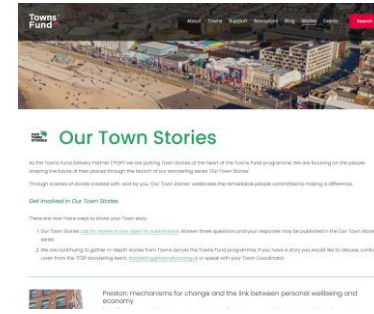 Towns
Fund
About Towns Support Resources Blog Stories Events Search
OUR
TOWN
STORIES
Our Town Stories
As the Towns Fund Delivery Partner (TFDP) we are putting Town stories at the heart of the Towns Fund programme. We are focusing on the people
shaping the future of their places through the launch of our storytelling series 'Our Town Stories'
Through a series of stories created with, and by you, 'Our Town Stories' celebrates the remarkable people committed to making a difference.
Get involved in Our Town Stories
There are now more ways to share your Town story
1. Our Town Stories call for stories is now open for submissions. Answer three questions and your response may be published in the Our Town Stories
series.
2. We are continuing to gather in-depth stories from Towns across the Towns Fund programme. If you have a story you would like to discuss,
from the TFDP storytelling team, or speak with your Town Coordinator.
Preston: mechanisms for change and the link between personal wellbeing and
economy